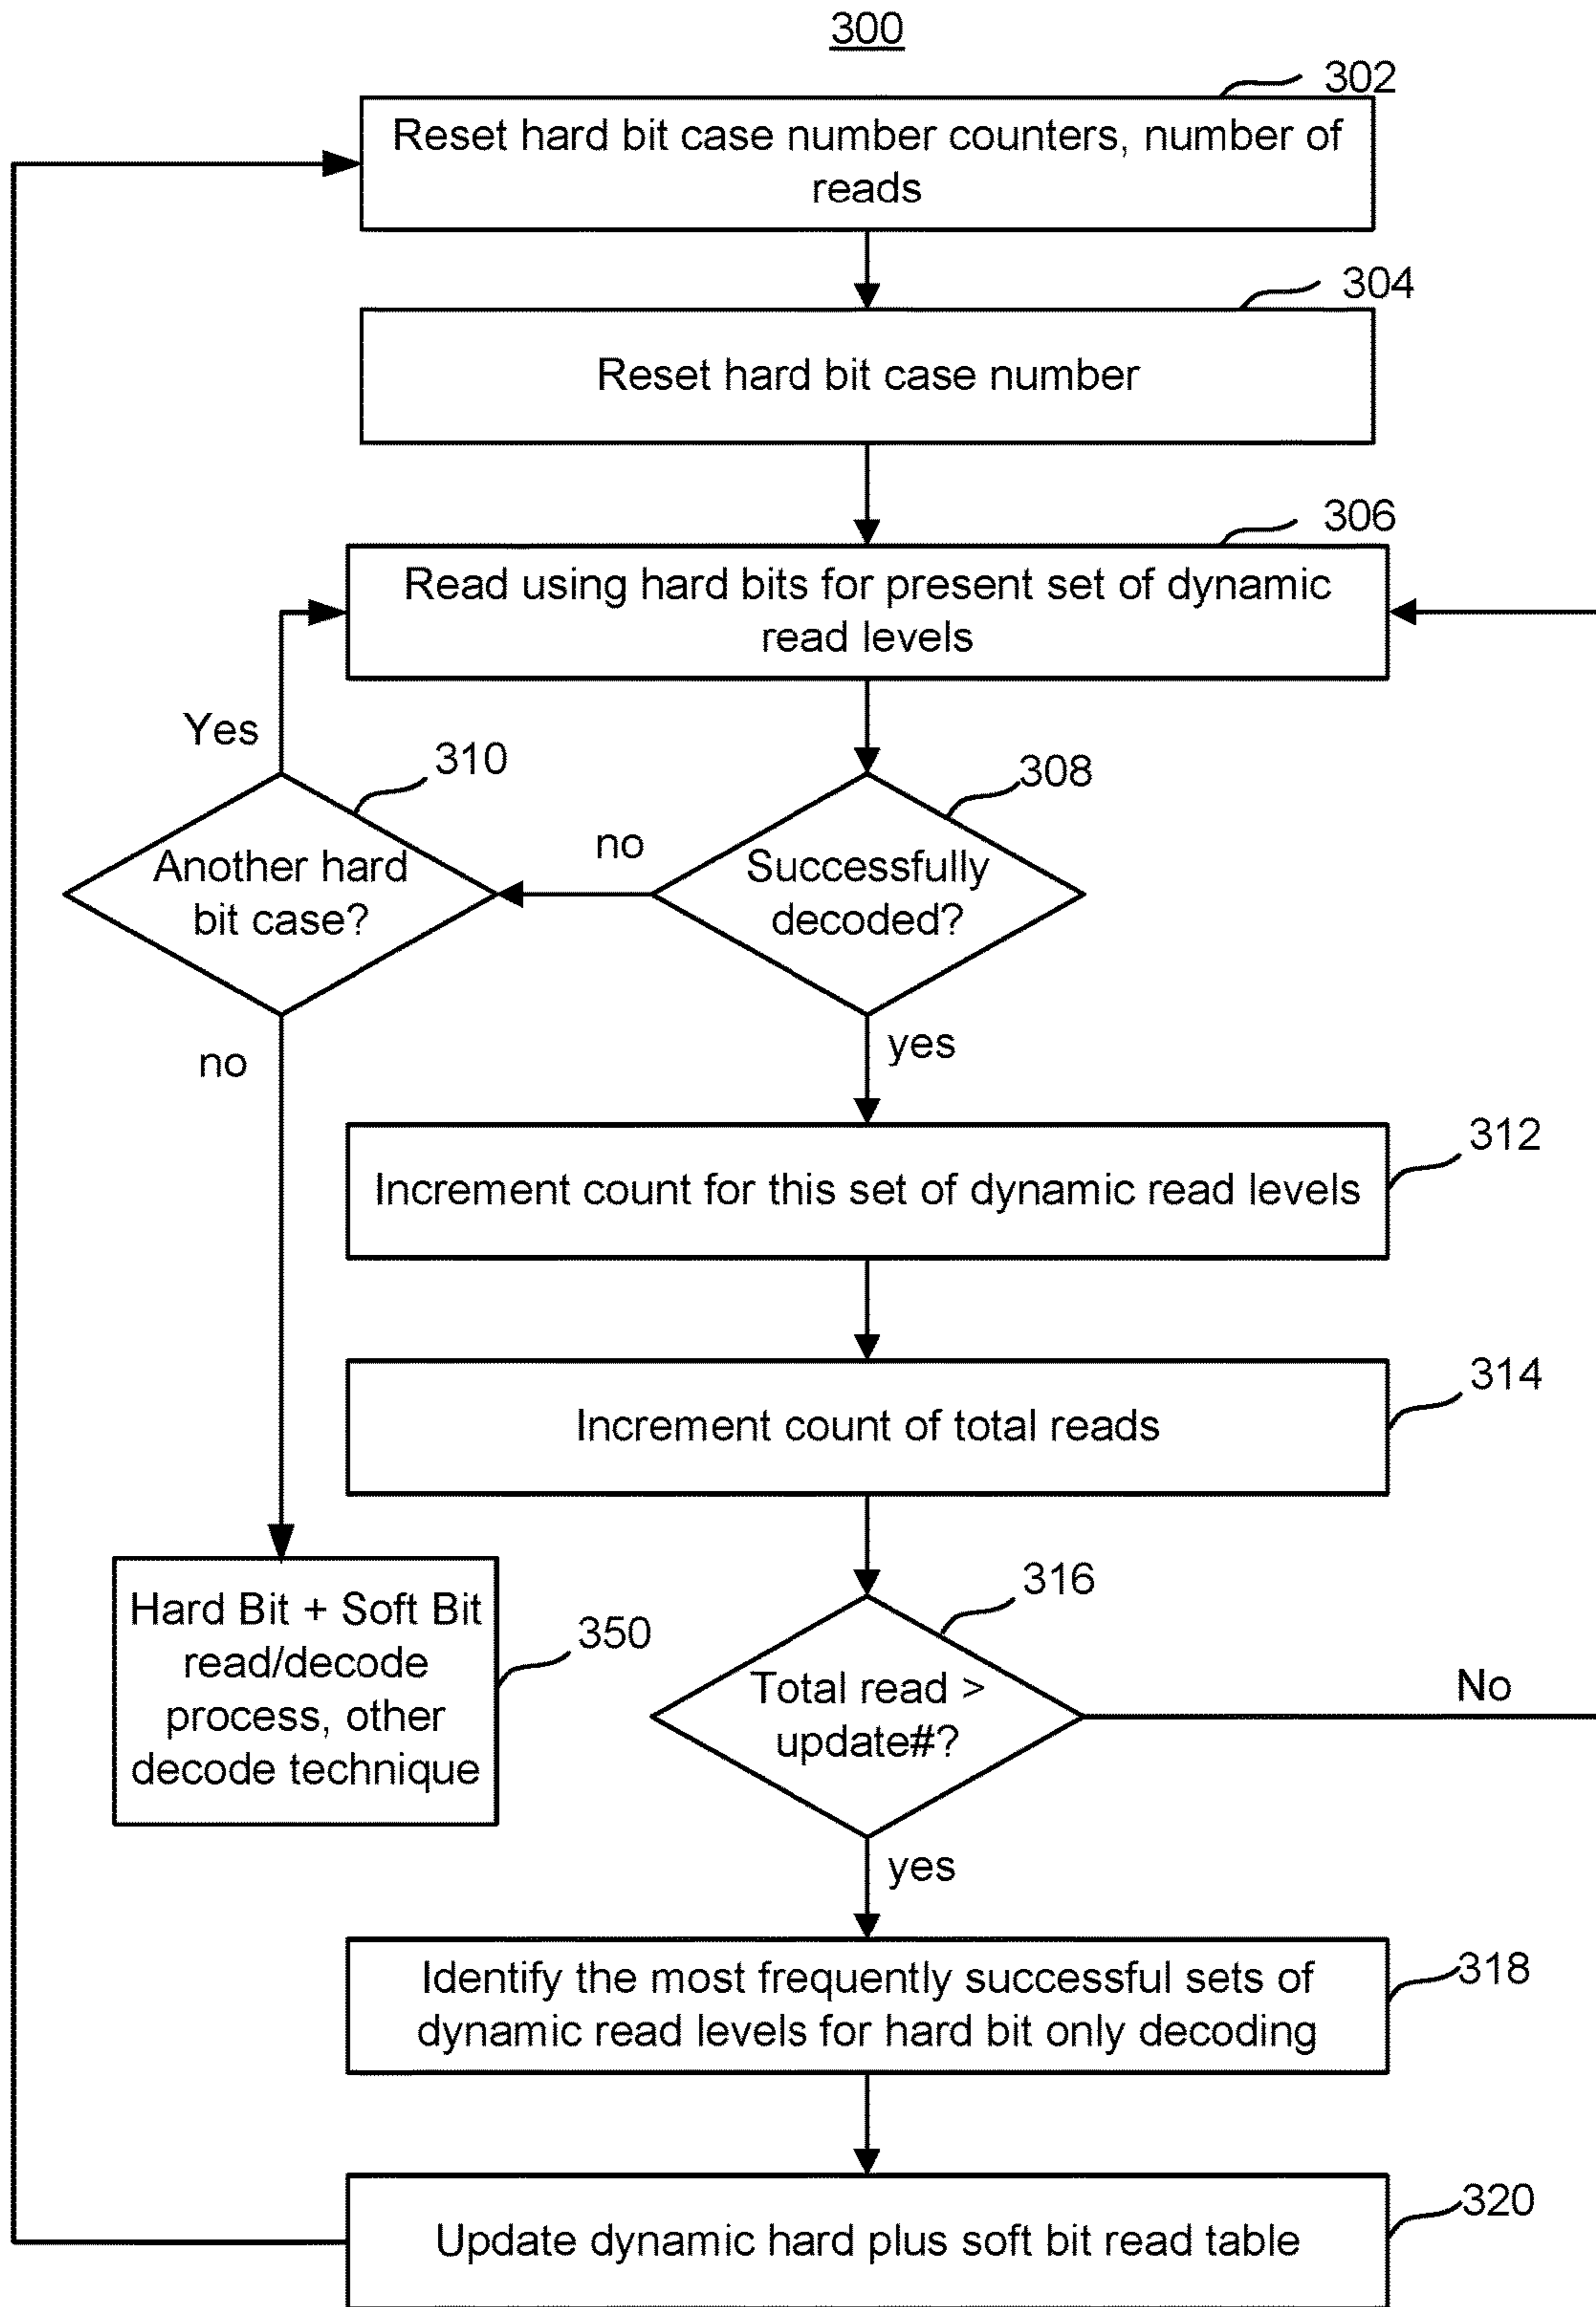 300
302
Reset hard bit case number counters, number of
reads
304
Reset hard bit case number
306
Read using hard bits for present set of dynamic
read levels
Yes
310
308
Another hard
bit case?
no
Successfully
decoded?
no
yes
312
Increment count for this set of dynamic read levels
314
Increment count of total reads
316
Hard Bit + Soft Bit
read/decode
process, other
decode technique
350
Total read >
update#?
No
yes
318
Identify the most frequently successful sets of
dynamic read levels for hard bit only decoding
320
Update dynamic hard plus soft bit read table